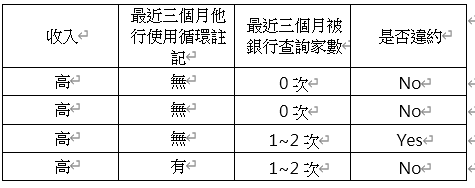 收入
最近三個月他
行使用循環註
記
最近三個月被
銀行查詢家數
是否違約
高 無 0 次 No
高 無 0 次 No
高 無 1~2 次 Yes
高 有 1~2 次 No